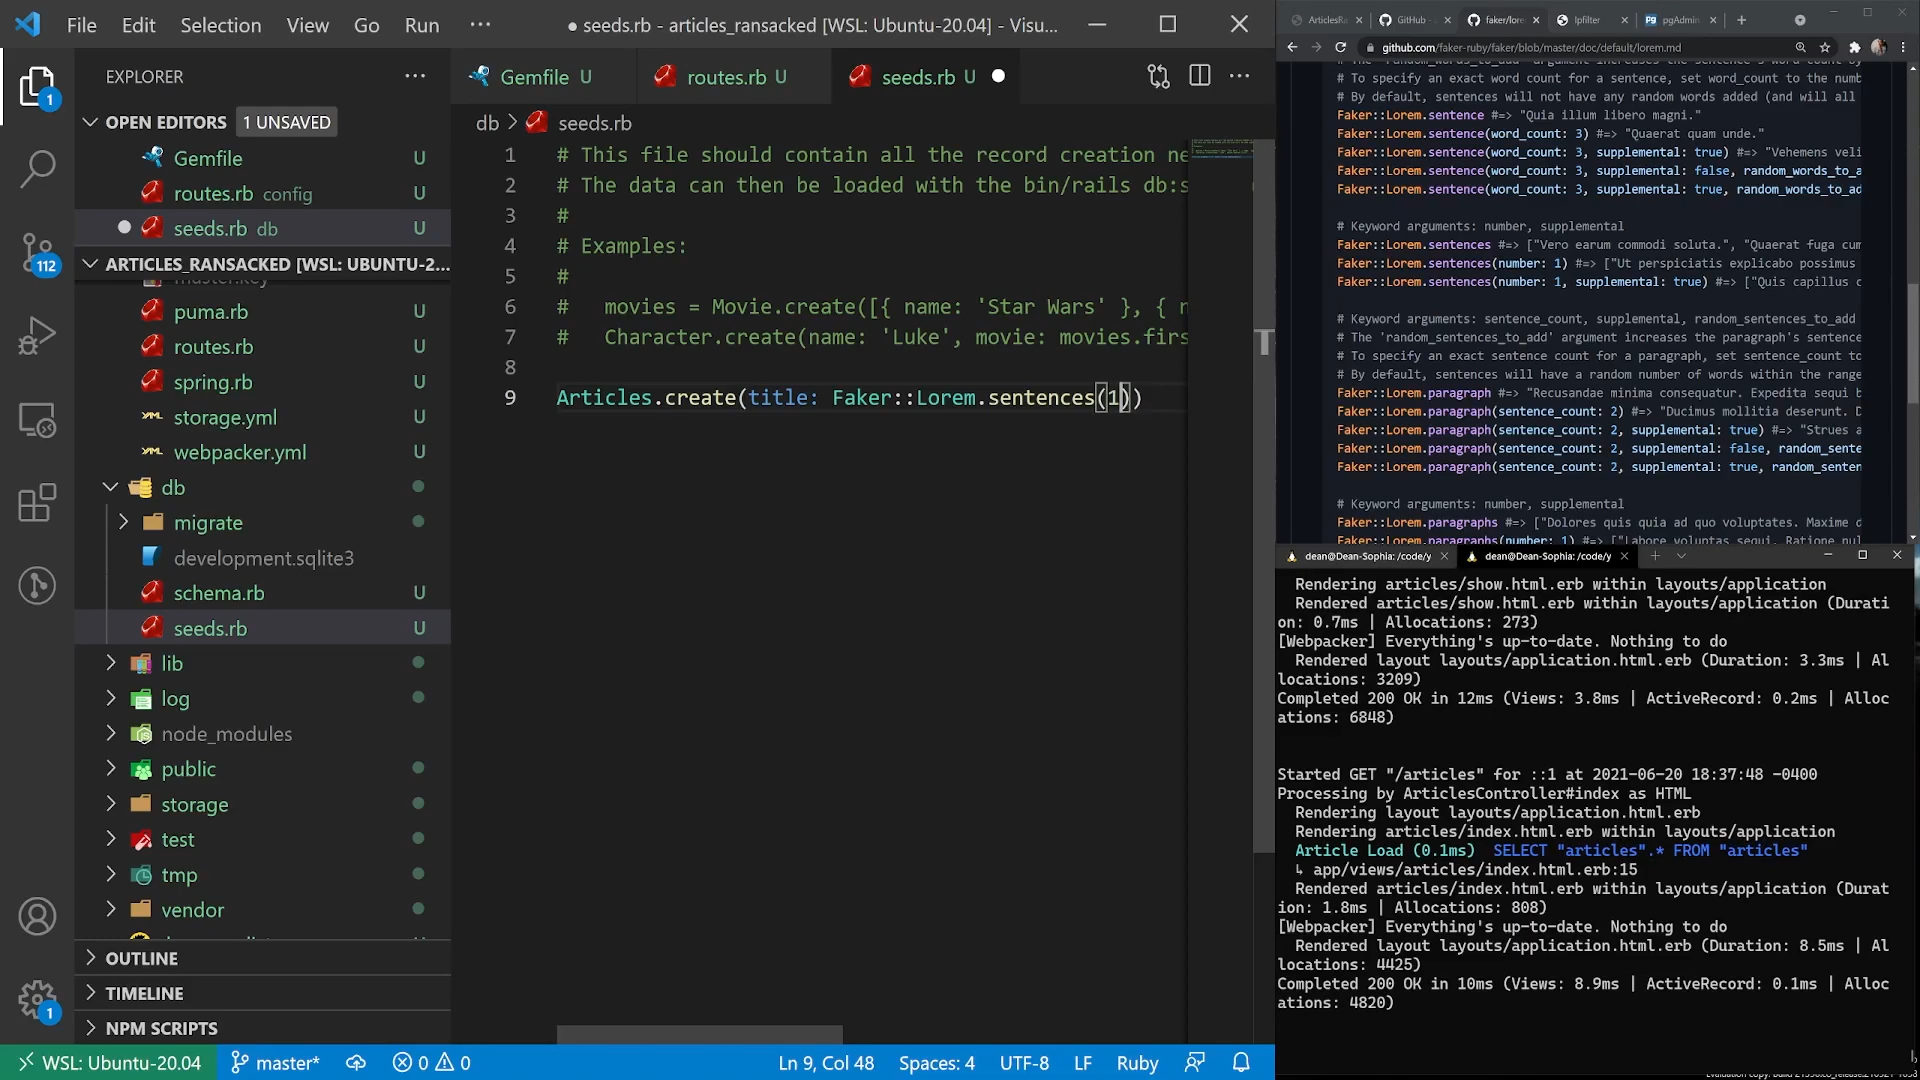 File Edit Selection View Go Run ··· ● seeds.rb - articles_ransacked [WSL: Ubuntu-20.04] - Visu...
EXPLORER
1
OPEN EDITORS 1 UNSAVED
Gemfile U
routes.rb config U
seeds.rb db U
112
ARTICLES_RANSACKED [WSL: UBUNTU-2...
master.key
puma.rb U
routes.rb U
spring.rb U
storage.yml U
webpacker.yml U
db
migrate
development.sqlite3
schema.rb U
seeds.rb U
lib
log
node_modules
public
storage
test
tmp
vendor
OUTLINE
TIMELINE
1
NPM SCRIPTS
Gemfile U routes.rb U seeds.rb U
db > seeds.rb
1 # This file should contain all the record creation ne
2 # The data can then be loaded with the bin/rails db:s
3 #
4 # Examples:
5 #
6 #   movies = Movie.create([{ name: 'Star Wars' }, { n
7 #   Character.create(name: 'Luke', movie: movies.firs
8
9 Articles.create(title: Faker::Lorem.sentences(1))
WSL: Ubuntu-20.04 master* 0 0 Ln 9, Col 48 Spaces: 4 UTF-8 LF Ruby
ArticlesRa GitHub - faker/lore Ipfilter pgAdmin
github.com/faker-ruby/faker/blob/master/doc/default/lorem.md
# To specify an exact word count for a sentence, set word_count to the numb
# By default, sentences will not have any random words added (and will all
Faker::Lorem.sentence #=> "Quia illum libero magni."
Faker::Lorem.sentence(word_count: 3) #=> "Quaerat quam unde."
Faker::Lorem.sentence(word_count: 3, supplemental: true) #=> "Vehemens veli
Faker::Lorem.sentence(word_count: 3, supplemental: false, random_words_to_a
Faker::Lorem.sentence(word_count: 3, supplemental: true, random_words_to_ad
# Keyword arguments: number, supplemental
Faker::Lorem.sentences #=> ["Vero earum commodi soluta.", "Quaerat fuga cum
Faker::Lorem.sentences(number: 1) #=> ["Ut perspiciatis explicabo possimus
Faker::Lorem.sentences(number: 1, supplemental: true) #=> ["Quis capillus c
# Keyword arguments: sentence_count, supplemental, random_sentences_to_add
# The 'random_sentences_to_add' argument increases the paragraph's sentence
# To specify an exact sentence count for a paragraph, set sentence_count to
# By default, sentences will have a random number of words within the range
Faker::Lorem.paragraph #=> "Recusandae minima consequatur. Expedita sequi b
Faker::Lorem.paragraph(sentence_count: 2) #=> "Ducimus mollitia deserunt. D
Faker::Lorem.paragraph(sentence_count: 2, supplemental: true) #=> "Strues a
Faker::Lorem.paragraph(sentence_count: 2, supplemental: false, random_sente
Faker::Lorem.paragraph(sentence_count: 2, supplemental: true, random_senten
# Keyword arguments: number, supplemental
Faker::Lorem.paragraphs #=> ["Dolores quis quia ad quo voluptates. Maxime d
Faker::Lorem.paragraphs(number: 1) #=> ["Labore voluptas sequi. Ratione nul
dean@Dean-Sophia: /code/y dean@Dean-Sophia: /code/y
Rendering articles/show.html.erb within layouts/application
Rendered articles/show.html.erb within layouts/application (Durati
on: 0.7ms | Allocations: 273)
[Webpacker] Everything's up-to-date. Nothing to do
Rendered layout layouts/application.html.erb (Duration: 3.3ms | Al
locations: 3209)
Completed 200 OK in 12ms (Views: 3.8ms | ActiveRecord: 0.2ms | Alloc
ations: 6848)
Started GET "/articles" for ::1 at 2021-06-20 18:37:48 -0400
Processing by ArticlesController#index as HTML
Rendering layout layouts/application.html.erb
Rendering articles/index.html.erb within layouts/application
Article Load (0.1ms)  SELECT "articles".* FROM "articles"
↳ app/views/articles/index.html.erb:15
Rendered articles/index.html.erb within layouts/application (Durat
ion: 1.8ms | Allocations: 808)
[Webpacker] Everything's up-to-date. Nothing to do
Rendered layout layouts/application.html.erb (Duration: 8.5ms | Al
locations: 4425)
Completed 200 OK in 10ms (Views: 8.9ms | ActiveRecord: 0.1ms | Alloc
ations: 4820)